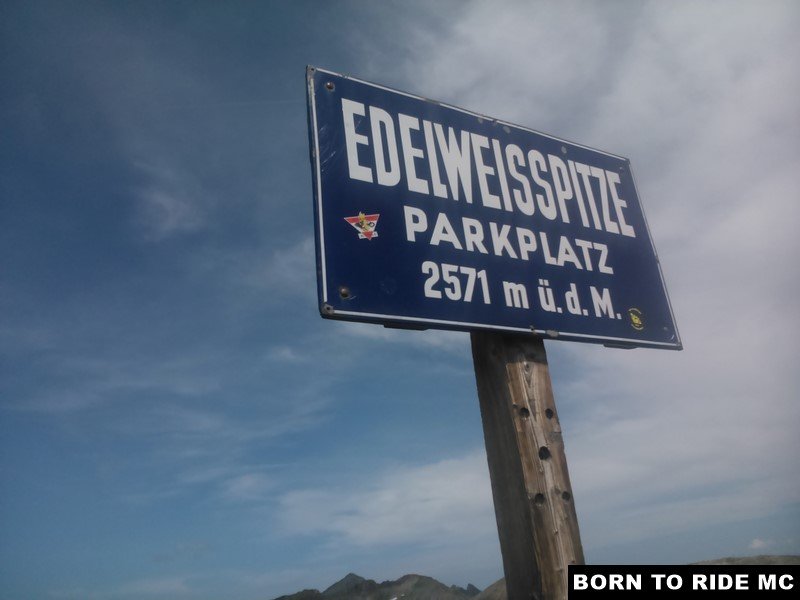 EDELWEISSPITZE
PARKPLATZ
2571 m ü.d.M.
BORN TO RIDE MC